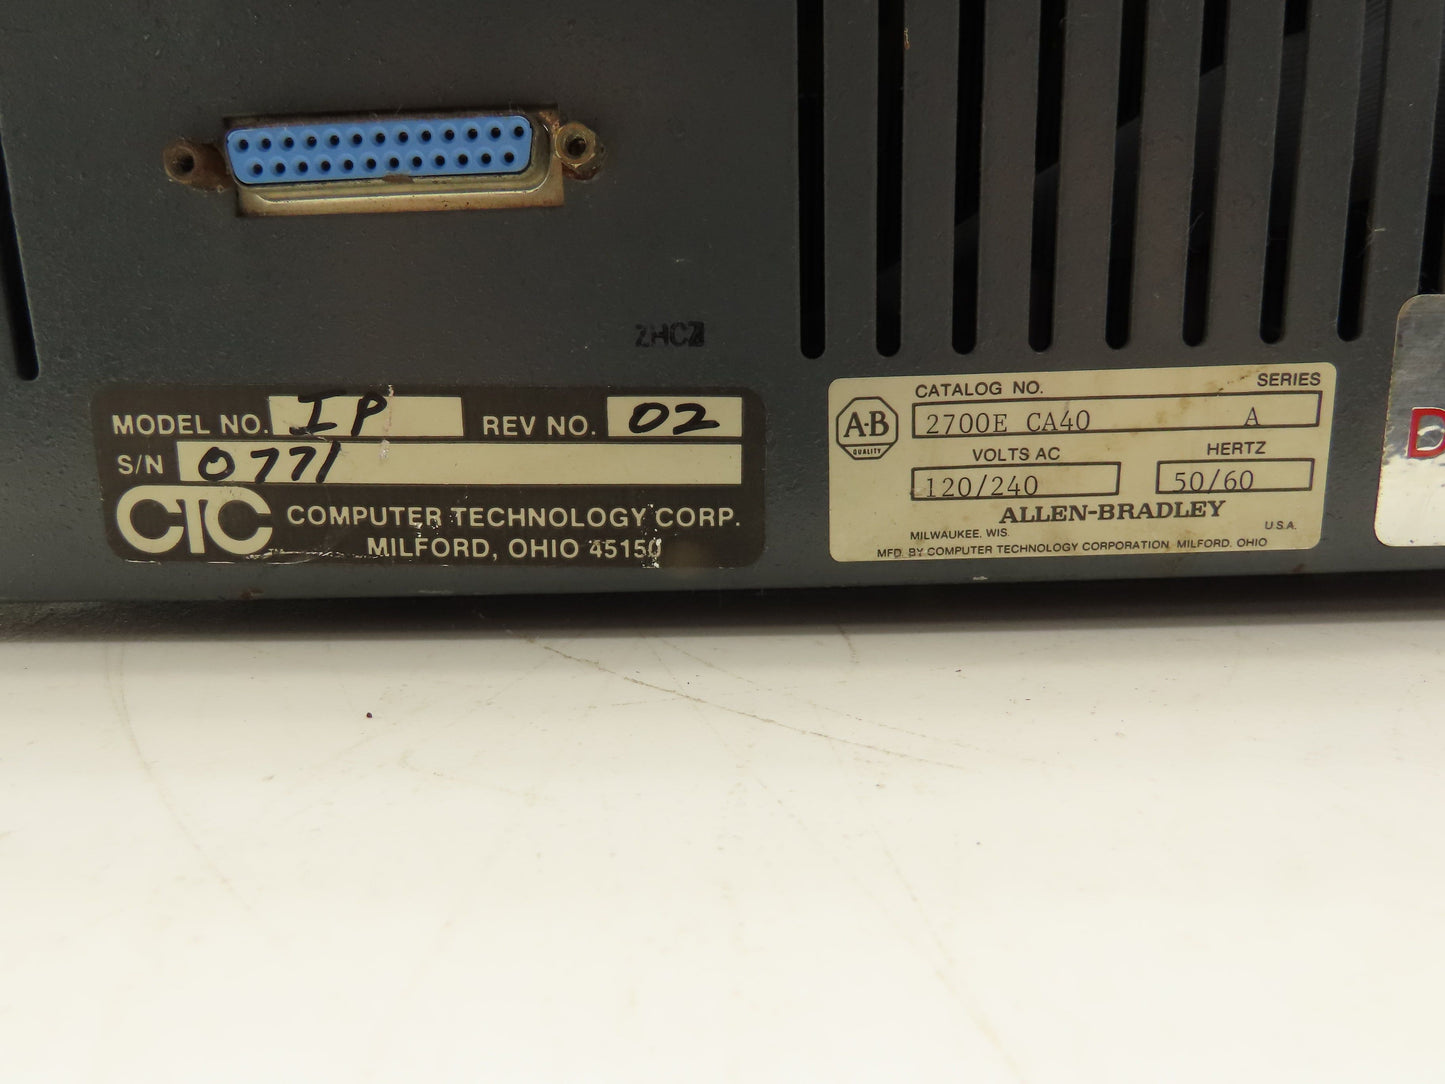 ZHCZ
MODEL NO. IP REV NO. 02
S/N 0771
CTC COMPUTER TECHNOLOGY CORP.
MILFORD, OHIO 45150
CATALOG NO. SERIES
A-B QUALITY
2700E CA40 A
VOLTS AC HERTZ
120/240 50/60
ALLEN-BRADLEY
MILWAUKEE, WIS. U.S.A.
MFD. BY COMPUTER TECHNOLOGY CORPORATION MILFORD, OHIO